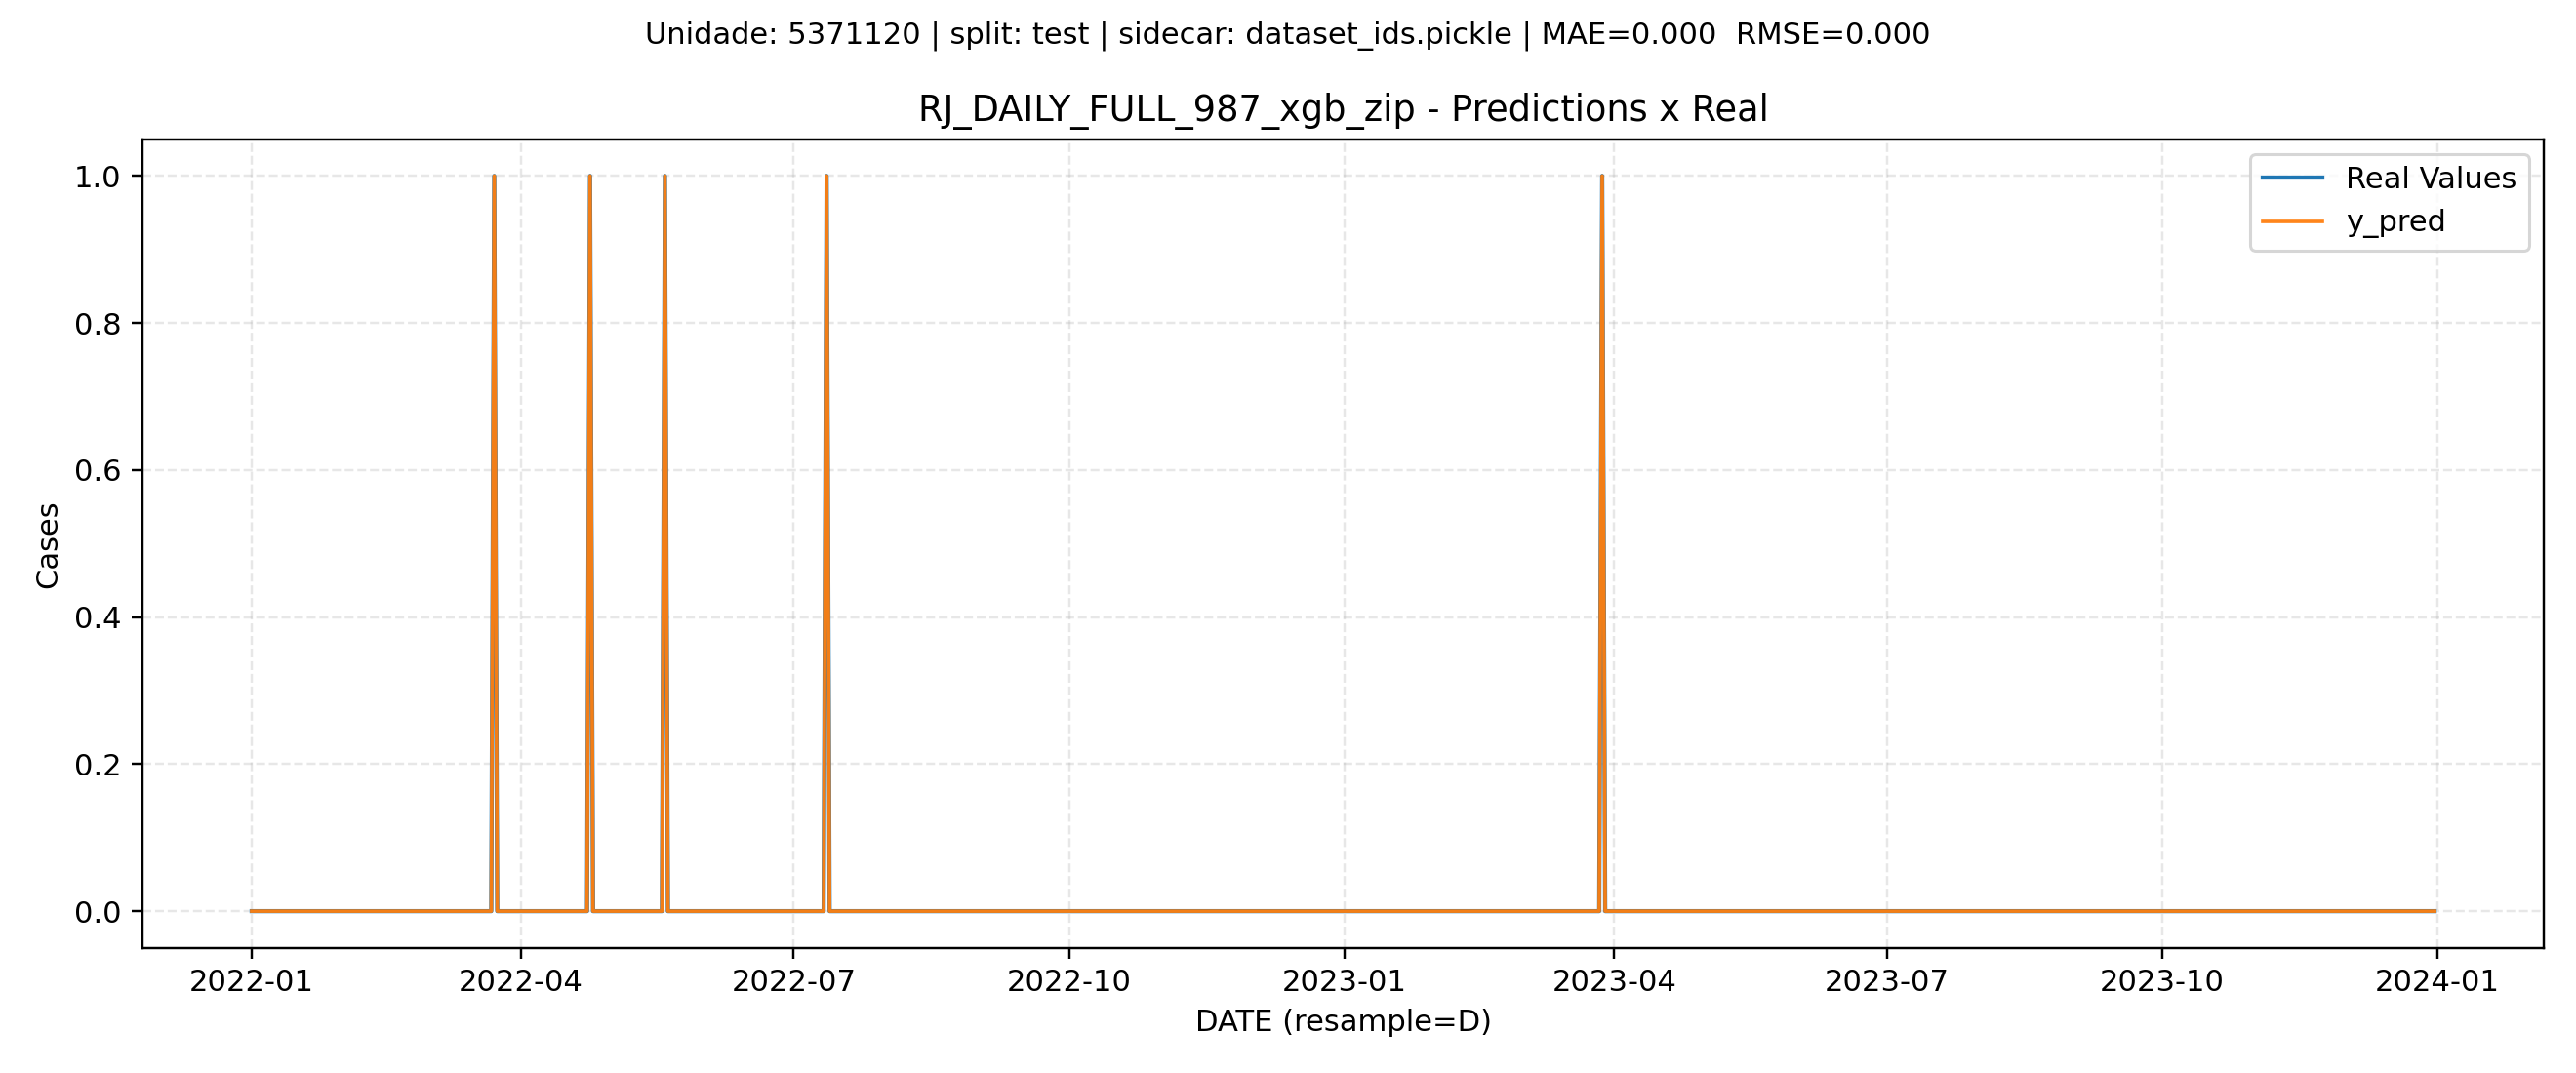 Unidade: 5371120 | split: test | sidecar: dataset_ids.pickle | MAE=0.000  RMSE=0.000
RJ_DAILY_FULL_987_xgb_zip - Predictions x Real
Real Values
y_pred
Cases
1.0
0.8
0.6
0.4
0.2
0.0
2022-01
2022-04
2022-07
2022-10
2023-01
2023-04
2023-07
2023-10
2024-01
DATE (resample=D)